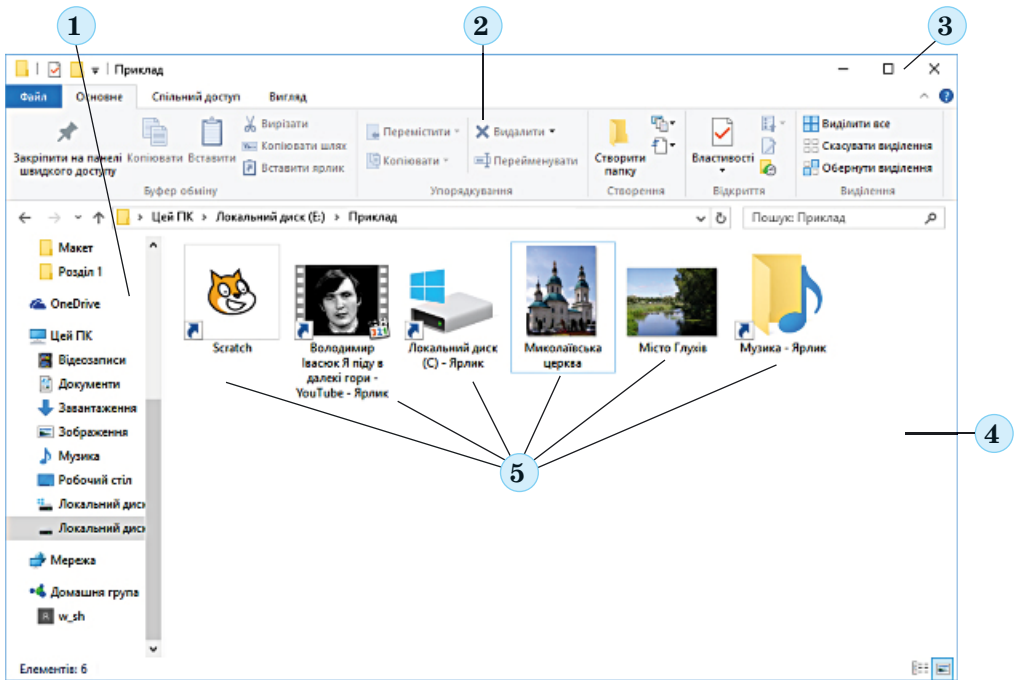 1
2
3
Приклад
Файл Основне Спільний доступ Вигляд
Закріпити на панелі швидкого доступу
Копіювати
Вставити
Вирізати
Копіювати шлях
Вставити ярлик
Буфер обміну
Перемістити
Копіювати
Видалити
Перейменувати
Упорядкування
Створити
папку
Створення
Властивості
Відкриття
Виділити все
Скасувати виділення
Обернути виділення
Виділення
Цей ПК › Локальний диск (E:) › Приклад
Пошук: Приклад
Макет
Розділ 1
OneDrive
Цей ПК
Відеозаписи
Документи
Завантаження
Зображення
Музика
Робочий стіл
Локальний диск
Локальний диск
Мережа
Домашня група
w_sh
Scratch
Володимир
Івасюк Я піду в
далекі гори -
YouTube - Ярлик
Локальний диск
(C) - Ярлик
Миколаївська
церква
Місто Глухів
Музика - Ярлик
4
5
Елементів: 6